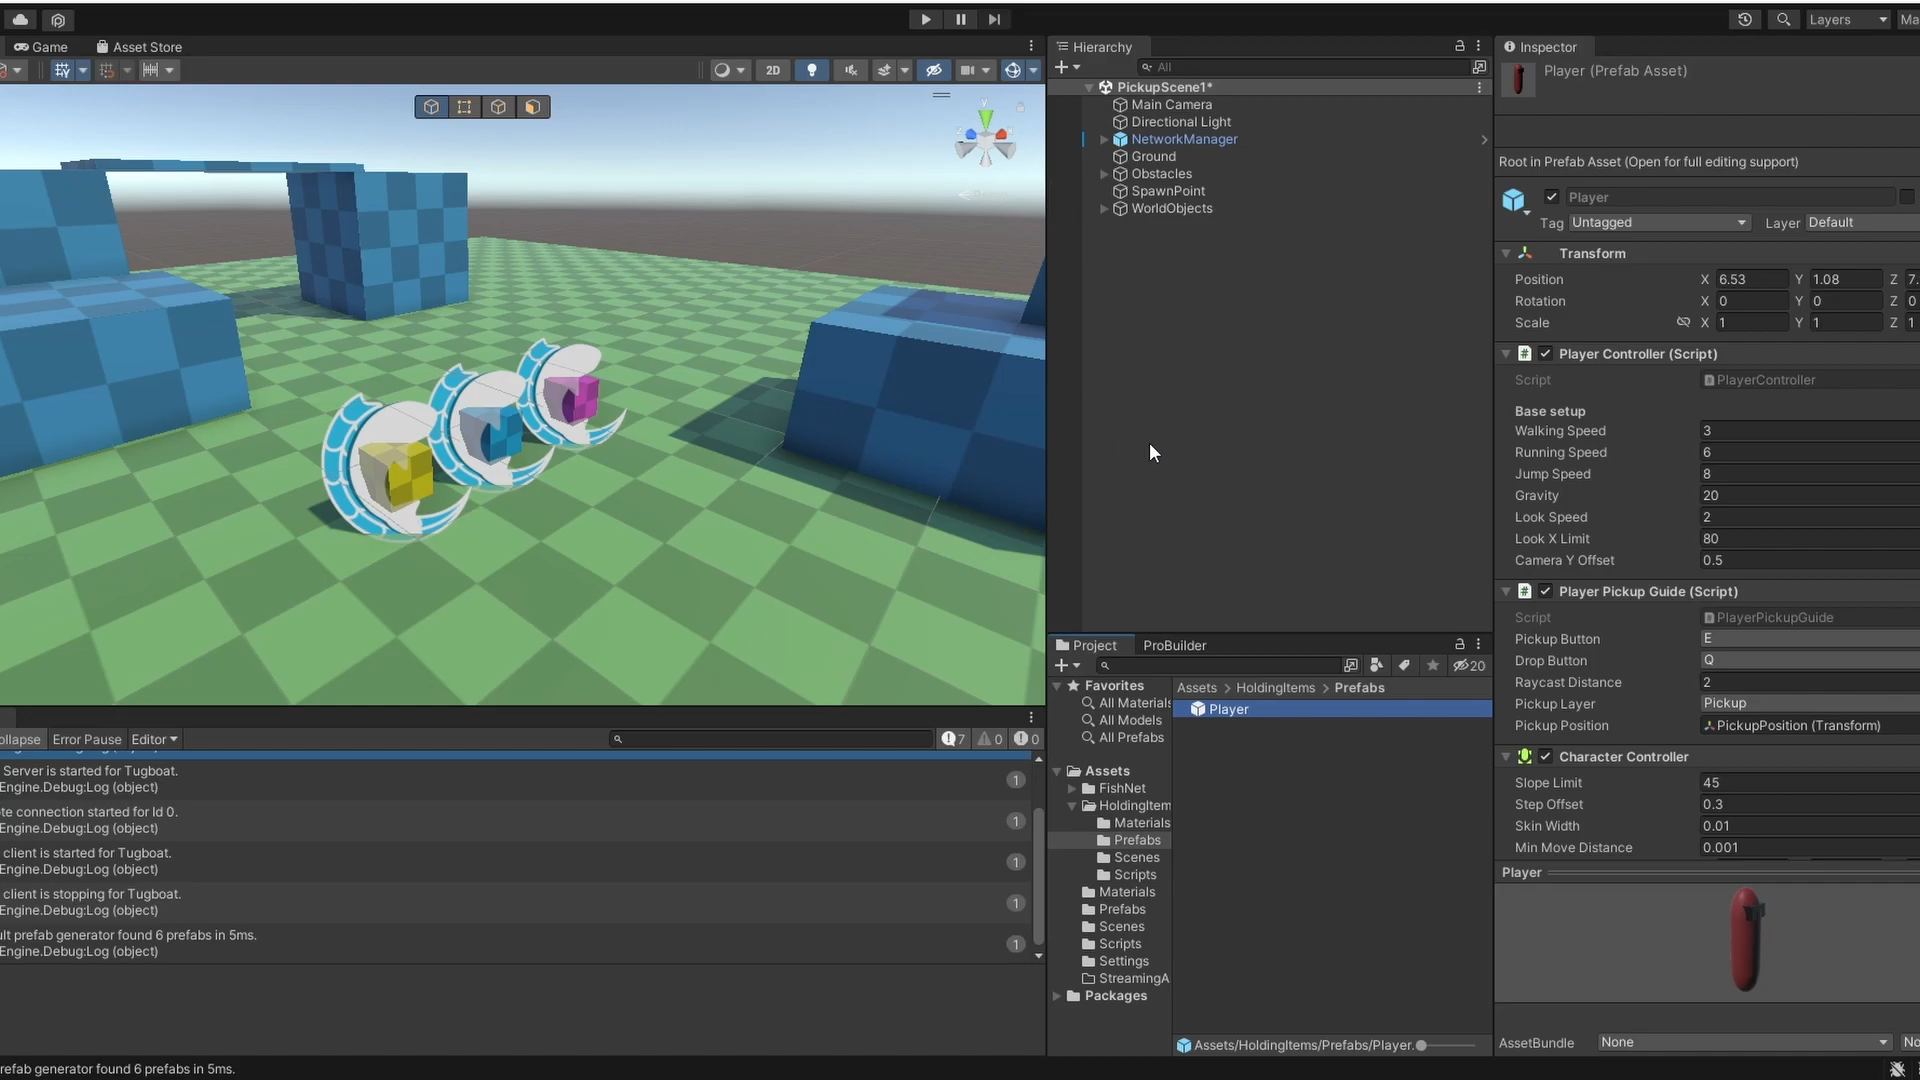 Layers
Ma
Game
Asset Store
2D
Hierarchy
All
PickupScene1*
Main Camera
Directional Light
NetworkManager
Ground
Obstacles
SpawnPoint
WorldObjects
Inspector
Player (Prefab Asset)
Root in Prefab Asset (Open for full editing support)
Player
Tag Untagged Layer Default
Transform
Position X 6.53 Y 1.08 Z 7.
Rotation X 0 Y 0 Z 0
Scale X 1 Y 1 Z 1
Player Controller (Script)
Script PlayerController
Base setup
Walking Speed 3
Running Speed 6
Jump Speed 8
Gravity 20
Look Speed 2
Look X Limit 80
Camera Y Offset 0.5
Player Pickup Guide (Script)
Script PlayerPickupGuide
Pickup Button E
Drop Button Q
Raycast Distance 2
Pickup Layer Pickup
Pickup Position PickupPosition (Transform)
Character Controller
Slope Limit 45
Step Offset 0.3
Skin Width 0.01
Min Move Distance 0.001
Player
AssetBundle None No
Project ProBuilder
20
Favorites
All Materials
All Models
All Prefabs
Assets
FishNet
HoldingItem
Materials
Prefabs
Scenes
Scripts
Materials
Prefabs
Scenes
Scripts
Settings
StreamingA
Packages
Assets > HoldingItems > Prefabs
Player
Assets/HoldingItems/Prefabs/Player.
ollapse Error Pause Editor
7 0 0
Server is started for Tugboat.
Engine.Debug:Log (object)
1
te connection started for Id 0.
Engine.Debug:Log (object)
1
client is started for Tugboat.
Engine.Debug:Log (object)
1
client is stopping for Tugboat.
Engine.Debug:Log (object)
1
ult prefab generator found 6 prefabs in 5ms.
Engine.Debug:Log (object)
1
refab generator found 6 prefabs in 5ms.